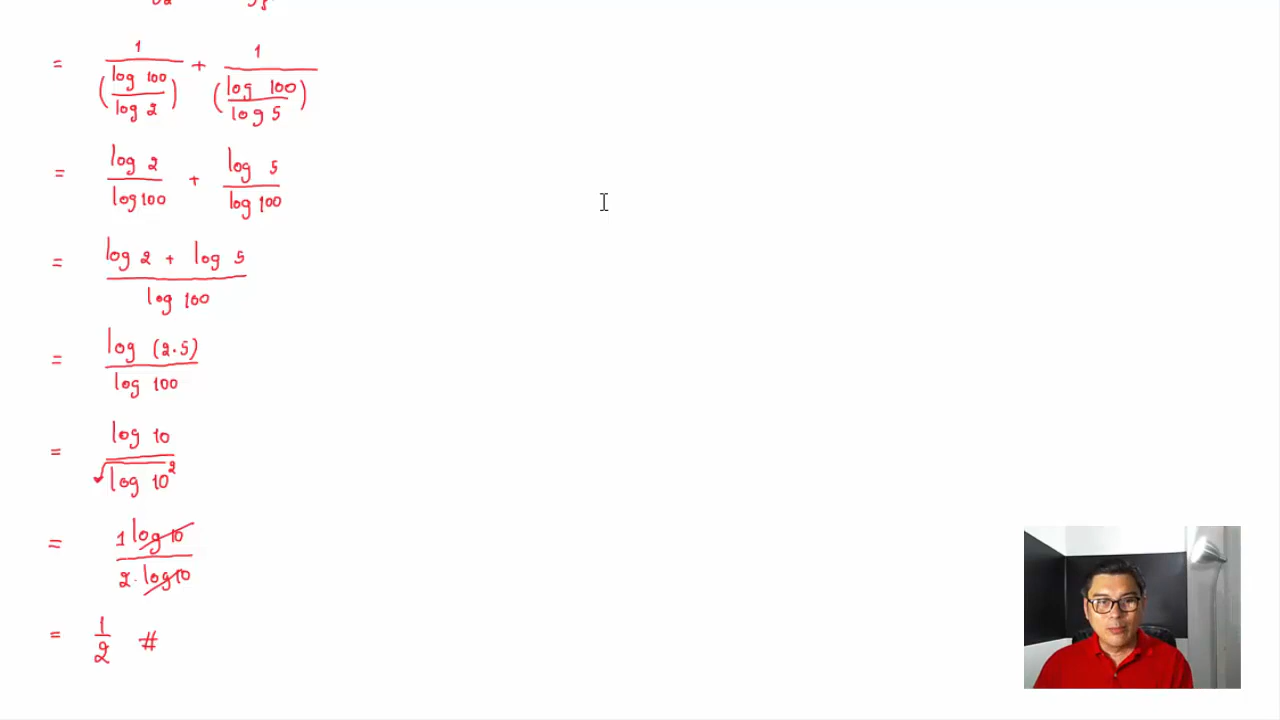 = 1/(log 100/log 2) + 1/(log 100/log 5)
= log 2/log 100 + log 5/log 100
= (log 2 + log 5)/log 100
= log (2·5)/log 100
= log 10/√log 10²
= 1 log 10/2·log 10
= 1/2 #